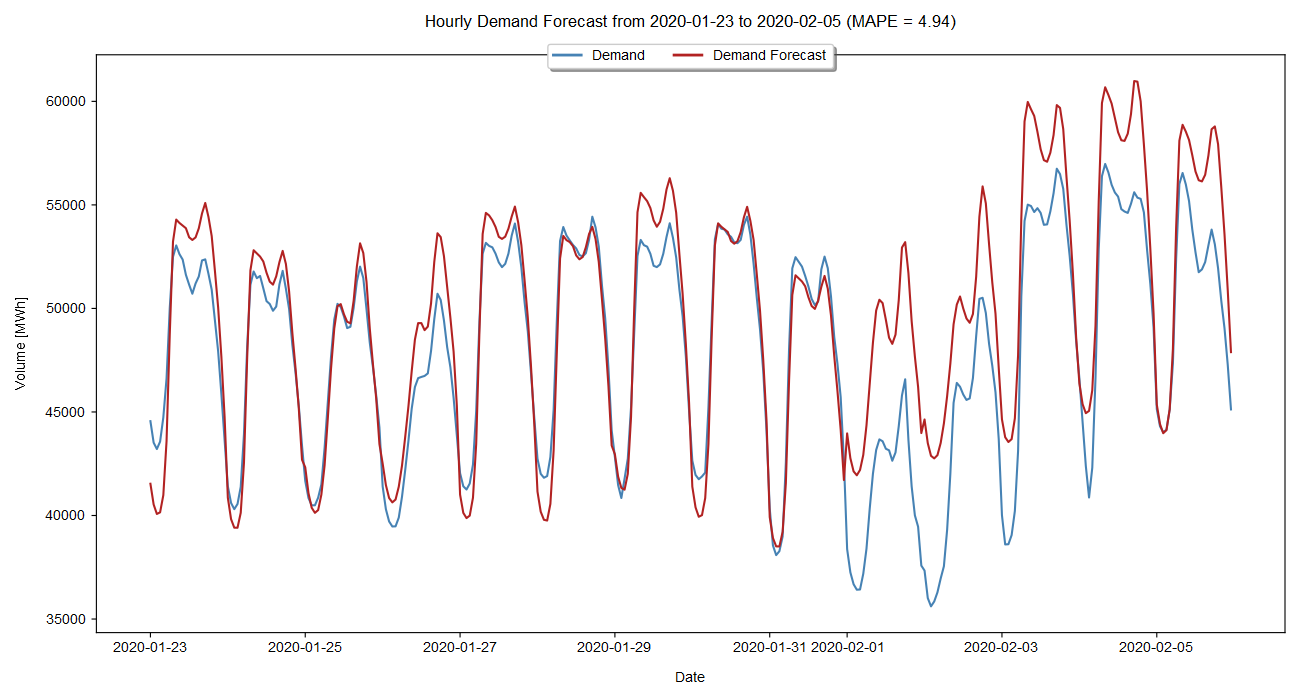 Hourly Demand Forecast from 2020-01-23 to 2020-02-05 (MAPE = 4.94)
Demand Demand Forecast
60000
55000
50000
45000
40000
35000
Volume [MWh]
2020-01-23 2020-01-25 2020-01-27 2020-01-29 2020-01-31 2020-02-01 2020-02-03 2020-02-05
Date